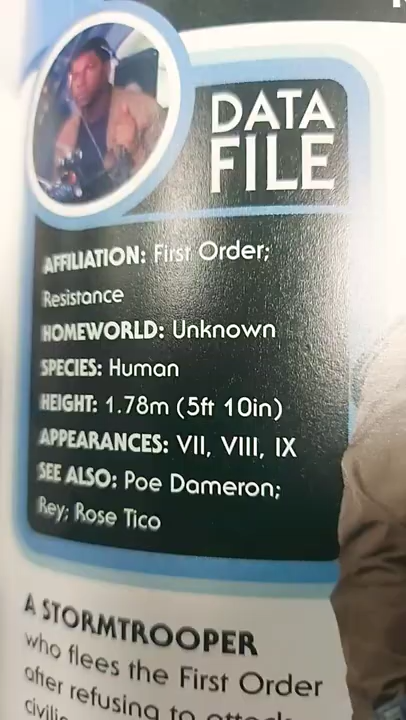 DATA
FILE
AFFILIATION: First Order;
Resistance
HOMEWORLD: Unknown
SPECIES: Human
HEIGHT: 1.78m (5ft 10in)
APPEARANCES: VII, VIII, IX
SEE ALSO: Poe Dameron;
Rey; Rose Tico
A STORMTROOPER
who flees the First Order
after refusing to